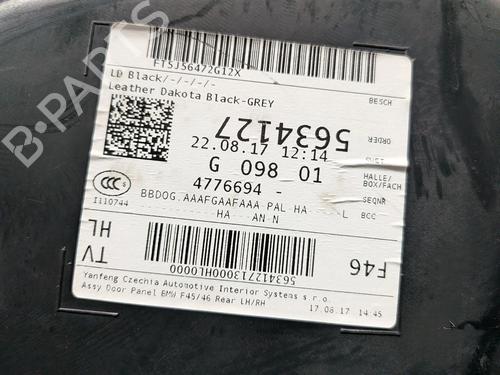 FT5J56472G12X
LD Black/-/-/-/-
Leather Dakota Black-GREY
BESCH
5634127
ORDER
22.08.17 12:14
G 098 01
HALLE/
BOX/FACH
4776694 -
SEQNR
I110744
BBDOG.AAAFGAAFAAA PAL HA-----L
BCC
HA---AN N
TV
HL
5634127130000HL0000
F46
Yanfeng Czechia Automotive Interior Systems s.r.o.
Assy Door Panel BMW F45/46 Rear LH/RH
17.08.17 14:45
B-PARTS